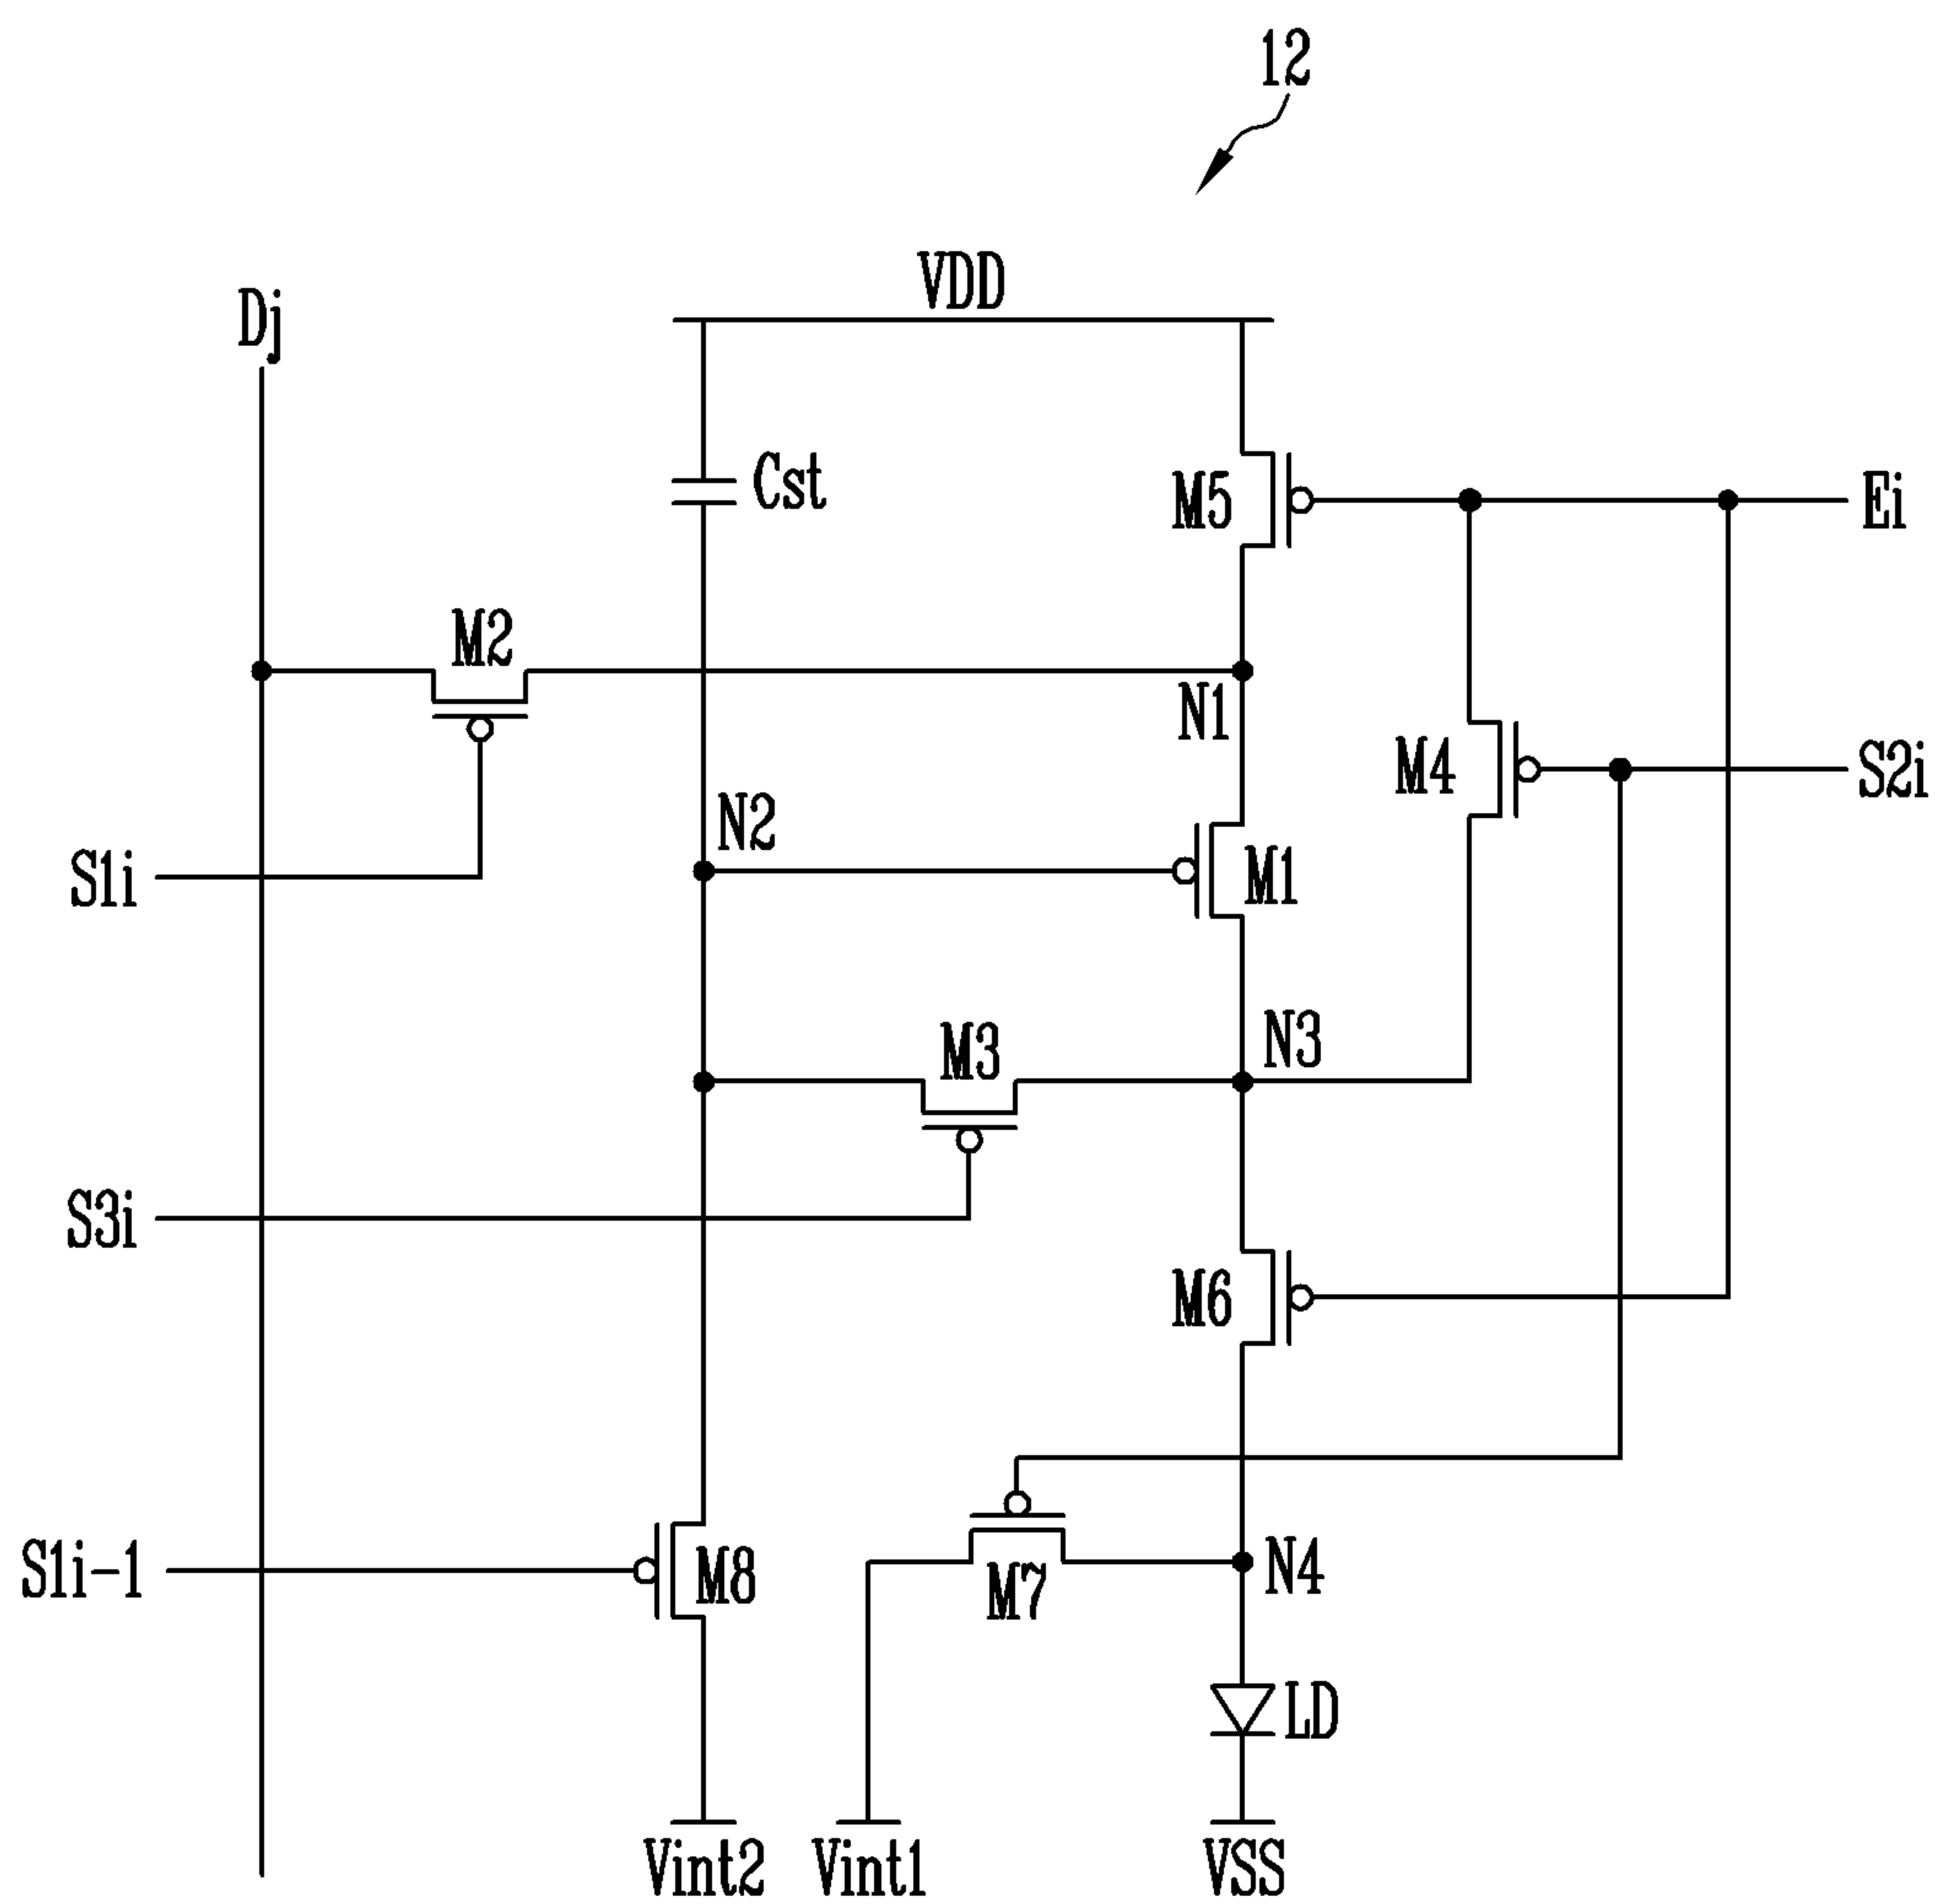 12
VDD
Dj
Cst
M5
Ei
M2
N1
M4
S2i
N2
S1i
M1
N3
M3
S3i
M6
S1i-1
M8
M7
N4
LD
Vint2
Vint1
VSS